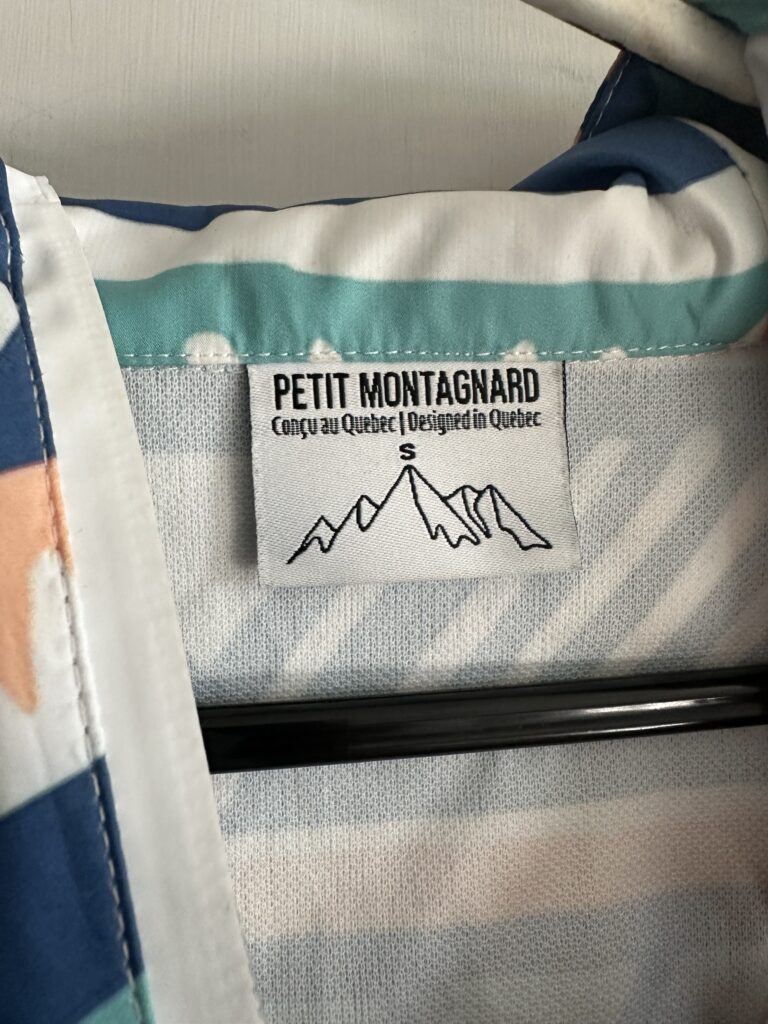 PETIT MONTAGNARD
Conçu au Quebec | Designed in Quebec
S